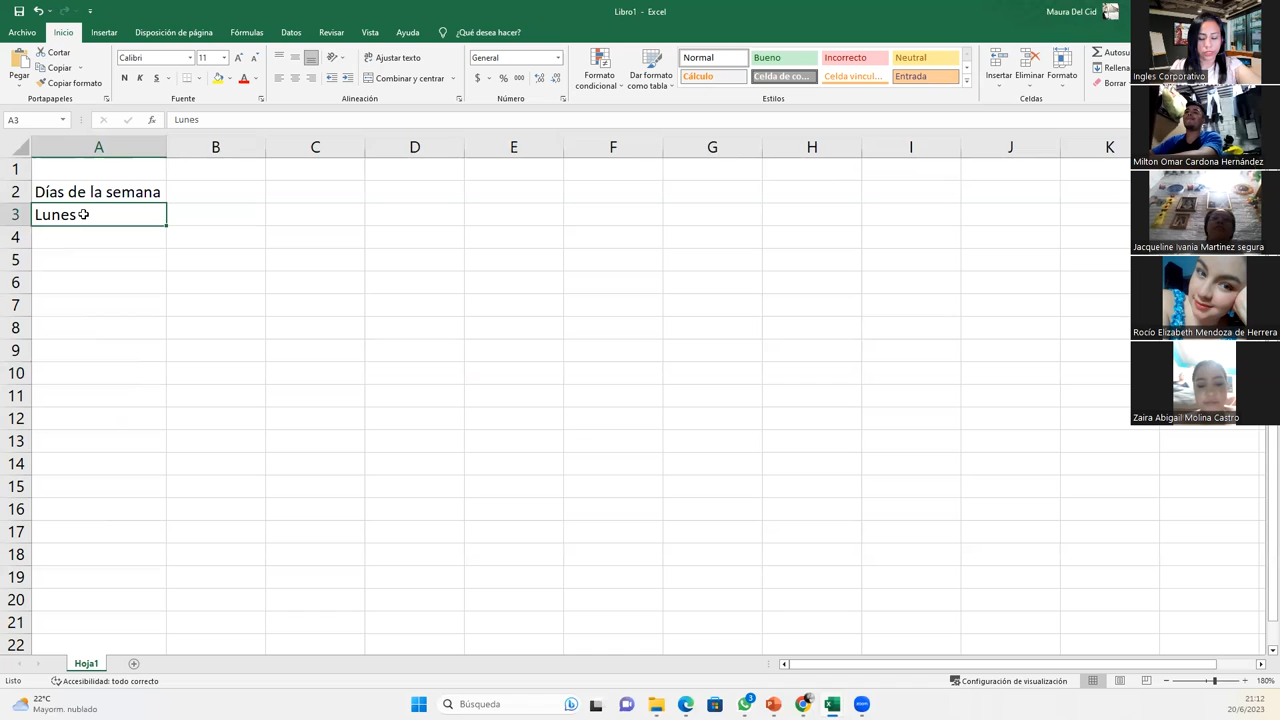 Libro1 - Excel
Maura Del Cid
Archivo Inicio Insertar Disposición de página Fórmulas Datos Revisar Vista Ayuda ¿Qué desea hacer?
Pegar
Cortar
Copiar
Copiar formato
Portapapeles
Calibri 11
N K S
Fuente
Ajustar texto
Combinar y centrar
Alineación
General
$ % 000
Número
Formato condicional
Dar formato como tabla
Normal Bueno Incorrecto Neutral
Cálculo Celda de co... Celda vincul... Entrada
Estilos
Insertar Eliminar Formato
Celdas
Autosu
Rellena
Borrar
A3 fx Lunes
A B C D E F G H I J K
1
2 Días de la semana
3 Lunes
4
5
6
7
8
9
10
11
12
13
14
15
16
17
18
19
20
21
22
Ingles Corporativo
Milton Omar Cardona Hernández
Jacqueline Ivania Martinez segura
Rocío Elizabeth Mendoza de Herrera
Zaira Abigail Molina Castro
Hoja1
Listo Accesibilidad: todo correcto Configuración de visualización 180%
22°C
Mayorm. nublado
Búsqueda
3
zoom
21:12
20/6/2023